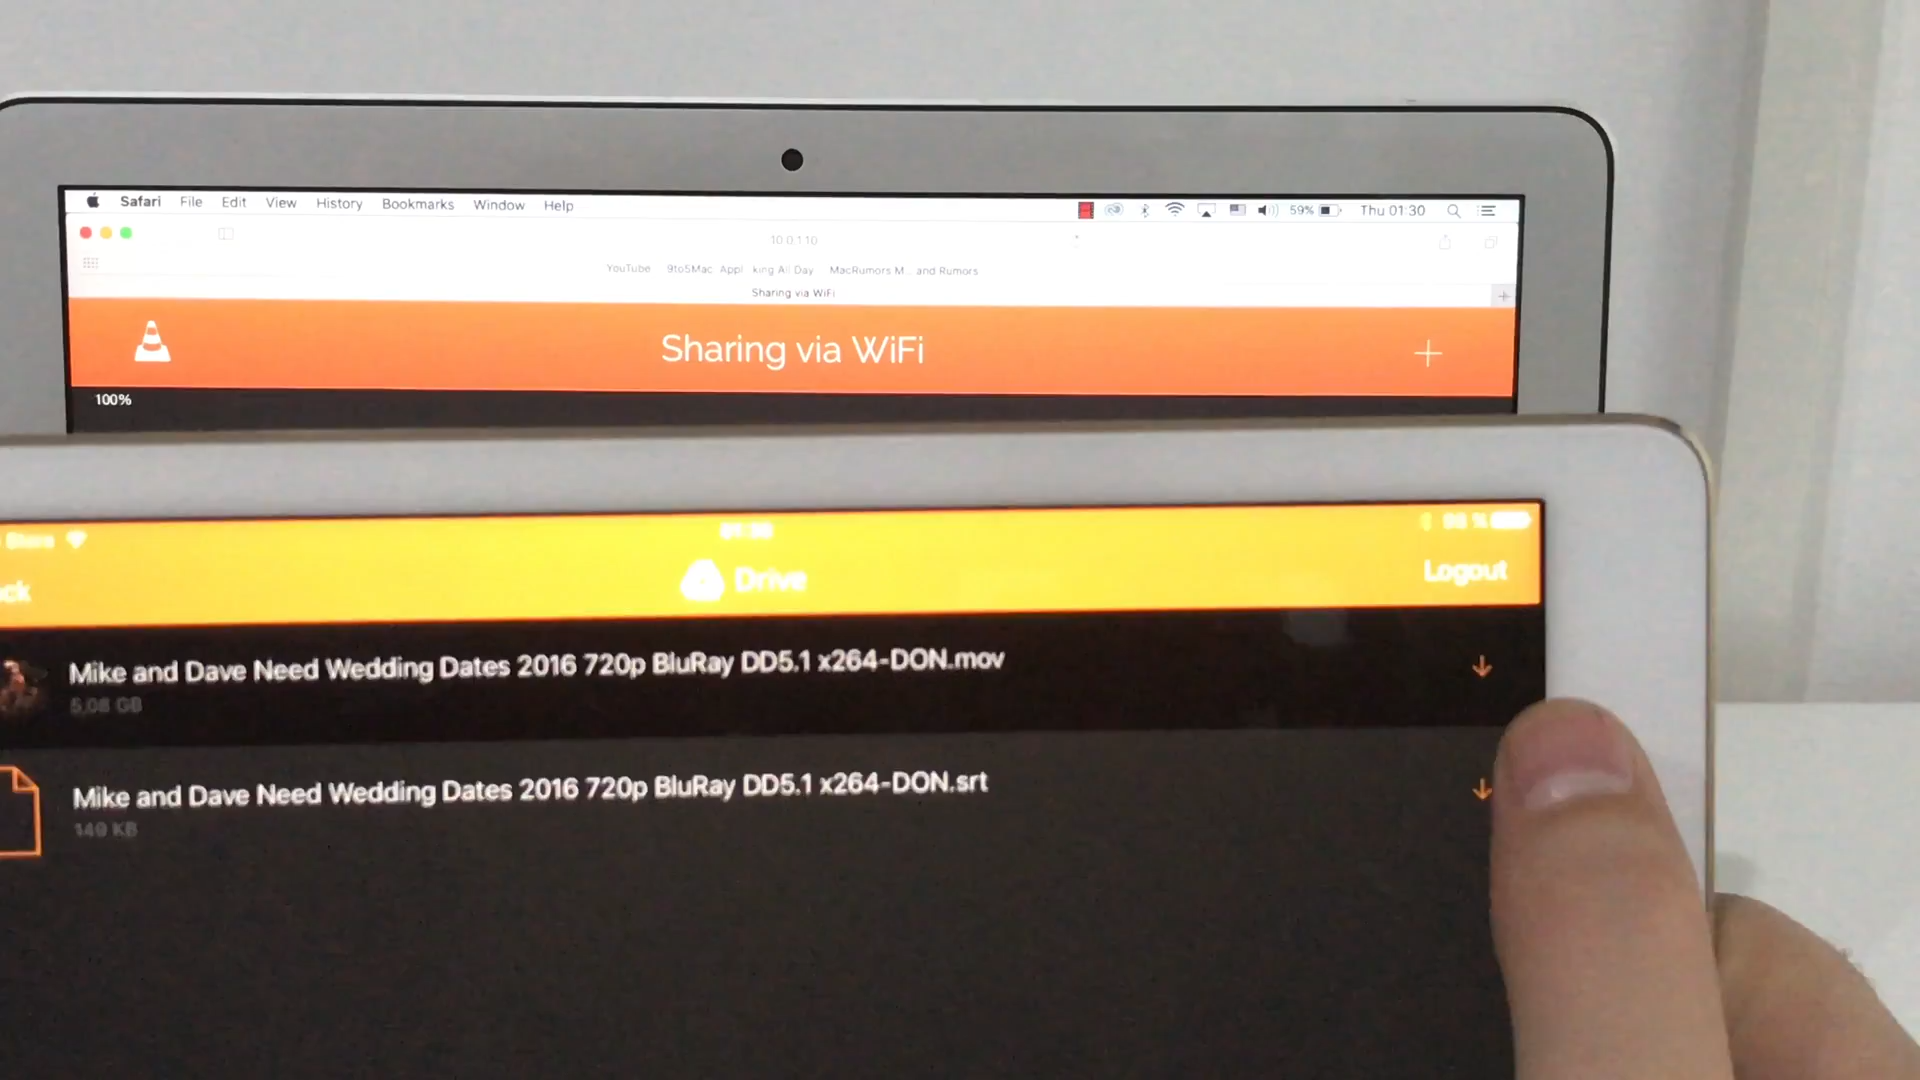 Safari File Edit View History Bookmarks Window Help 59% Thu 01:30
10.0.1.10
YouTube 9to5Mac Appl king All Day MacRumors M... and Rumors
Sharing via WiFi
Sharing via WiFi
100%
Store
ck Drive Logout
Mike and Dave Need Wedding Dates 2016 720p BluRay DD5.1 x264-DON.mov
5,08 GB
Mike and Dave Need Wedding Dates 2016 720p BluRay DD5.1 x264-DON.srt
149 KB